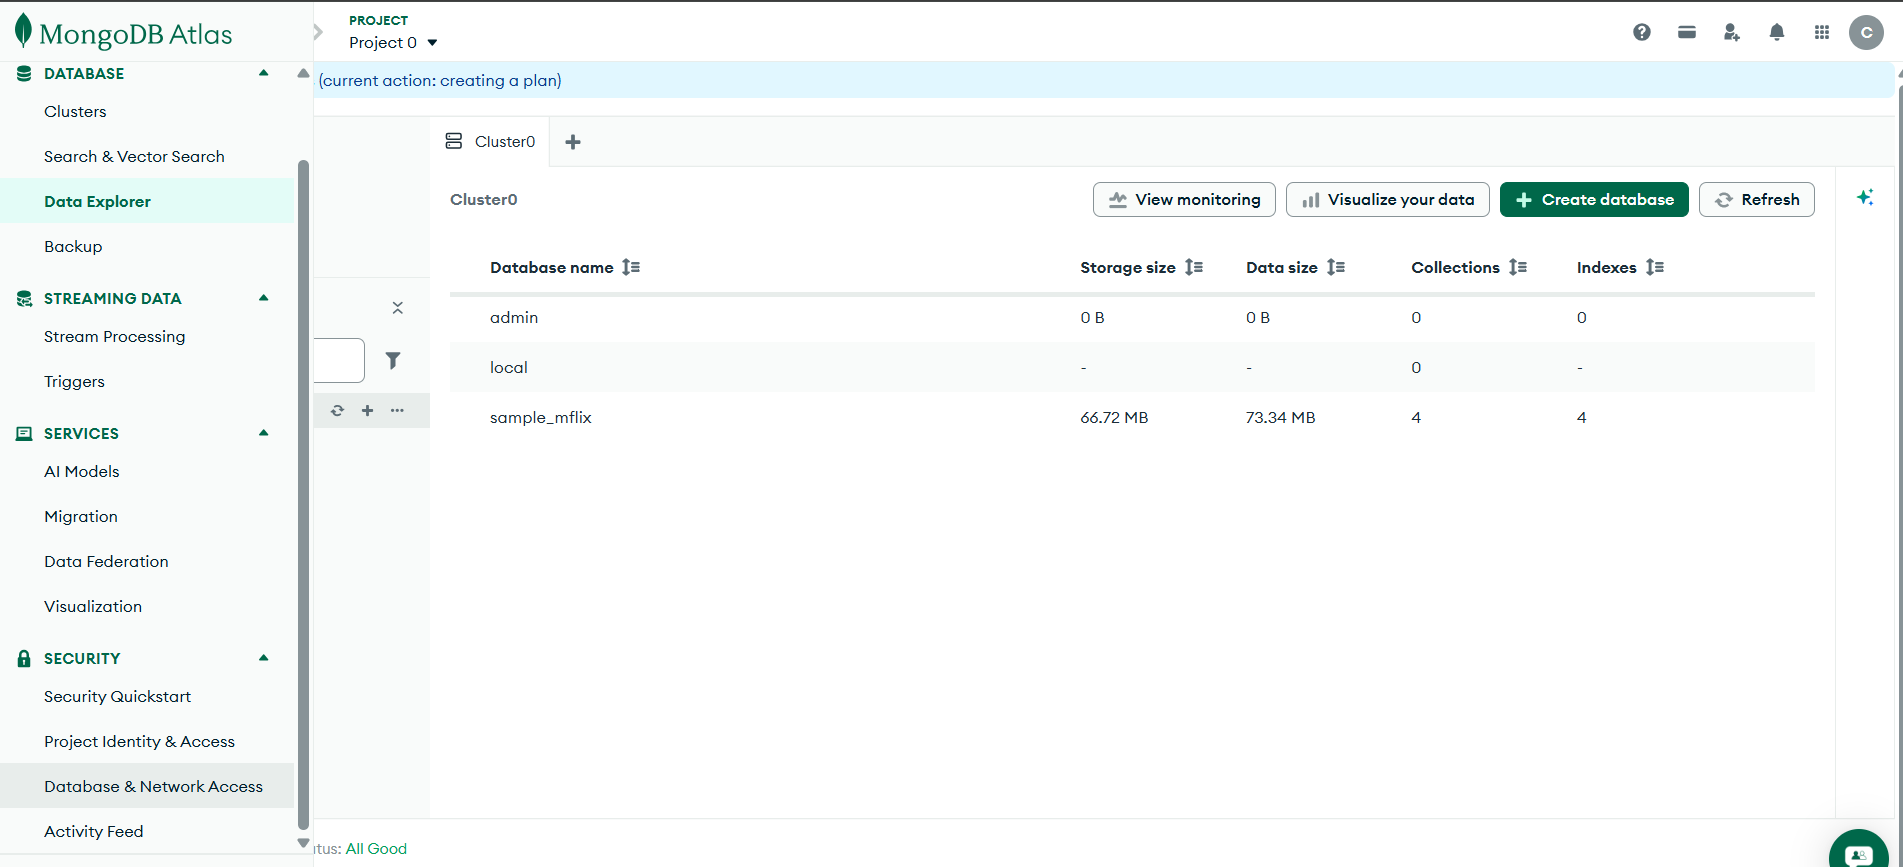 MongoDB Atlas
PROJECT
Project 0
(current action: creating a plan)
DATABASE
Clusters
Search & Vector Search
Data Explorer
Backup
STREAMING DATA
Stream Processing
Triggers
SERVICES
AI Models
Migration
Data Federation
Visualization
SECURITY
Security Quickstart
Project Identity & Access
Database & Network Access
Activity Feed
C
Cluster0
Cluster0
View monitoring
Visualize your data
Create database
Refresh
Database name Storage size Data size Collections Indexes
admin 0 B 0 B 0 0
local - - 0 -
sample_mflix 66.72 MB 73.34 MB 4 4
tus: All Good